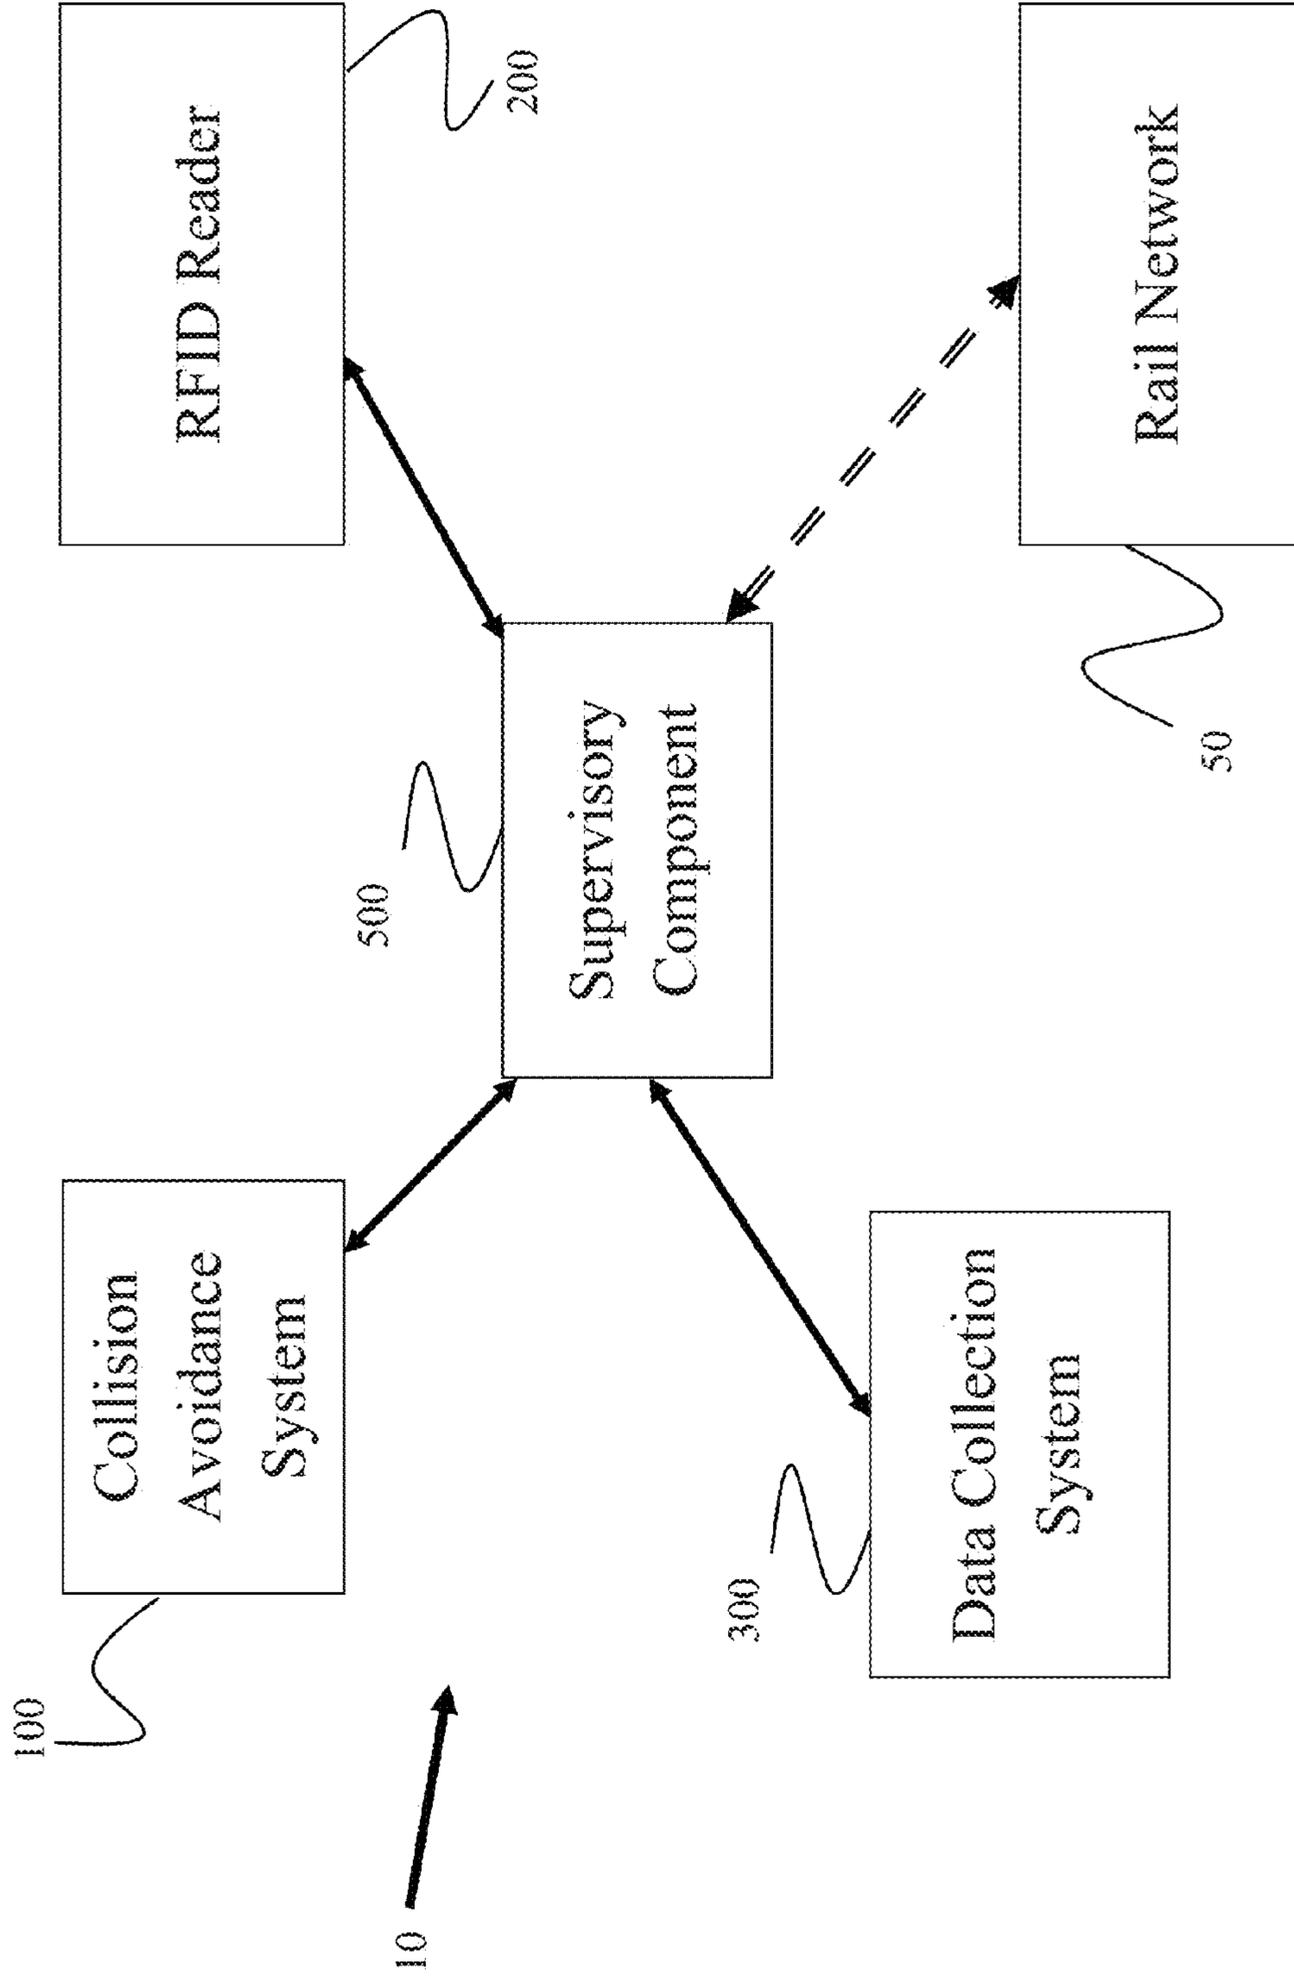 100
Collision
Avoidance
System
RFID Reader
200
10
500
Supervisory
Component
300
Data Collection
System
50
Rail Network